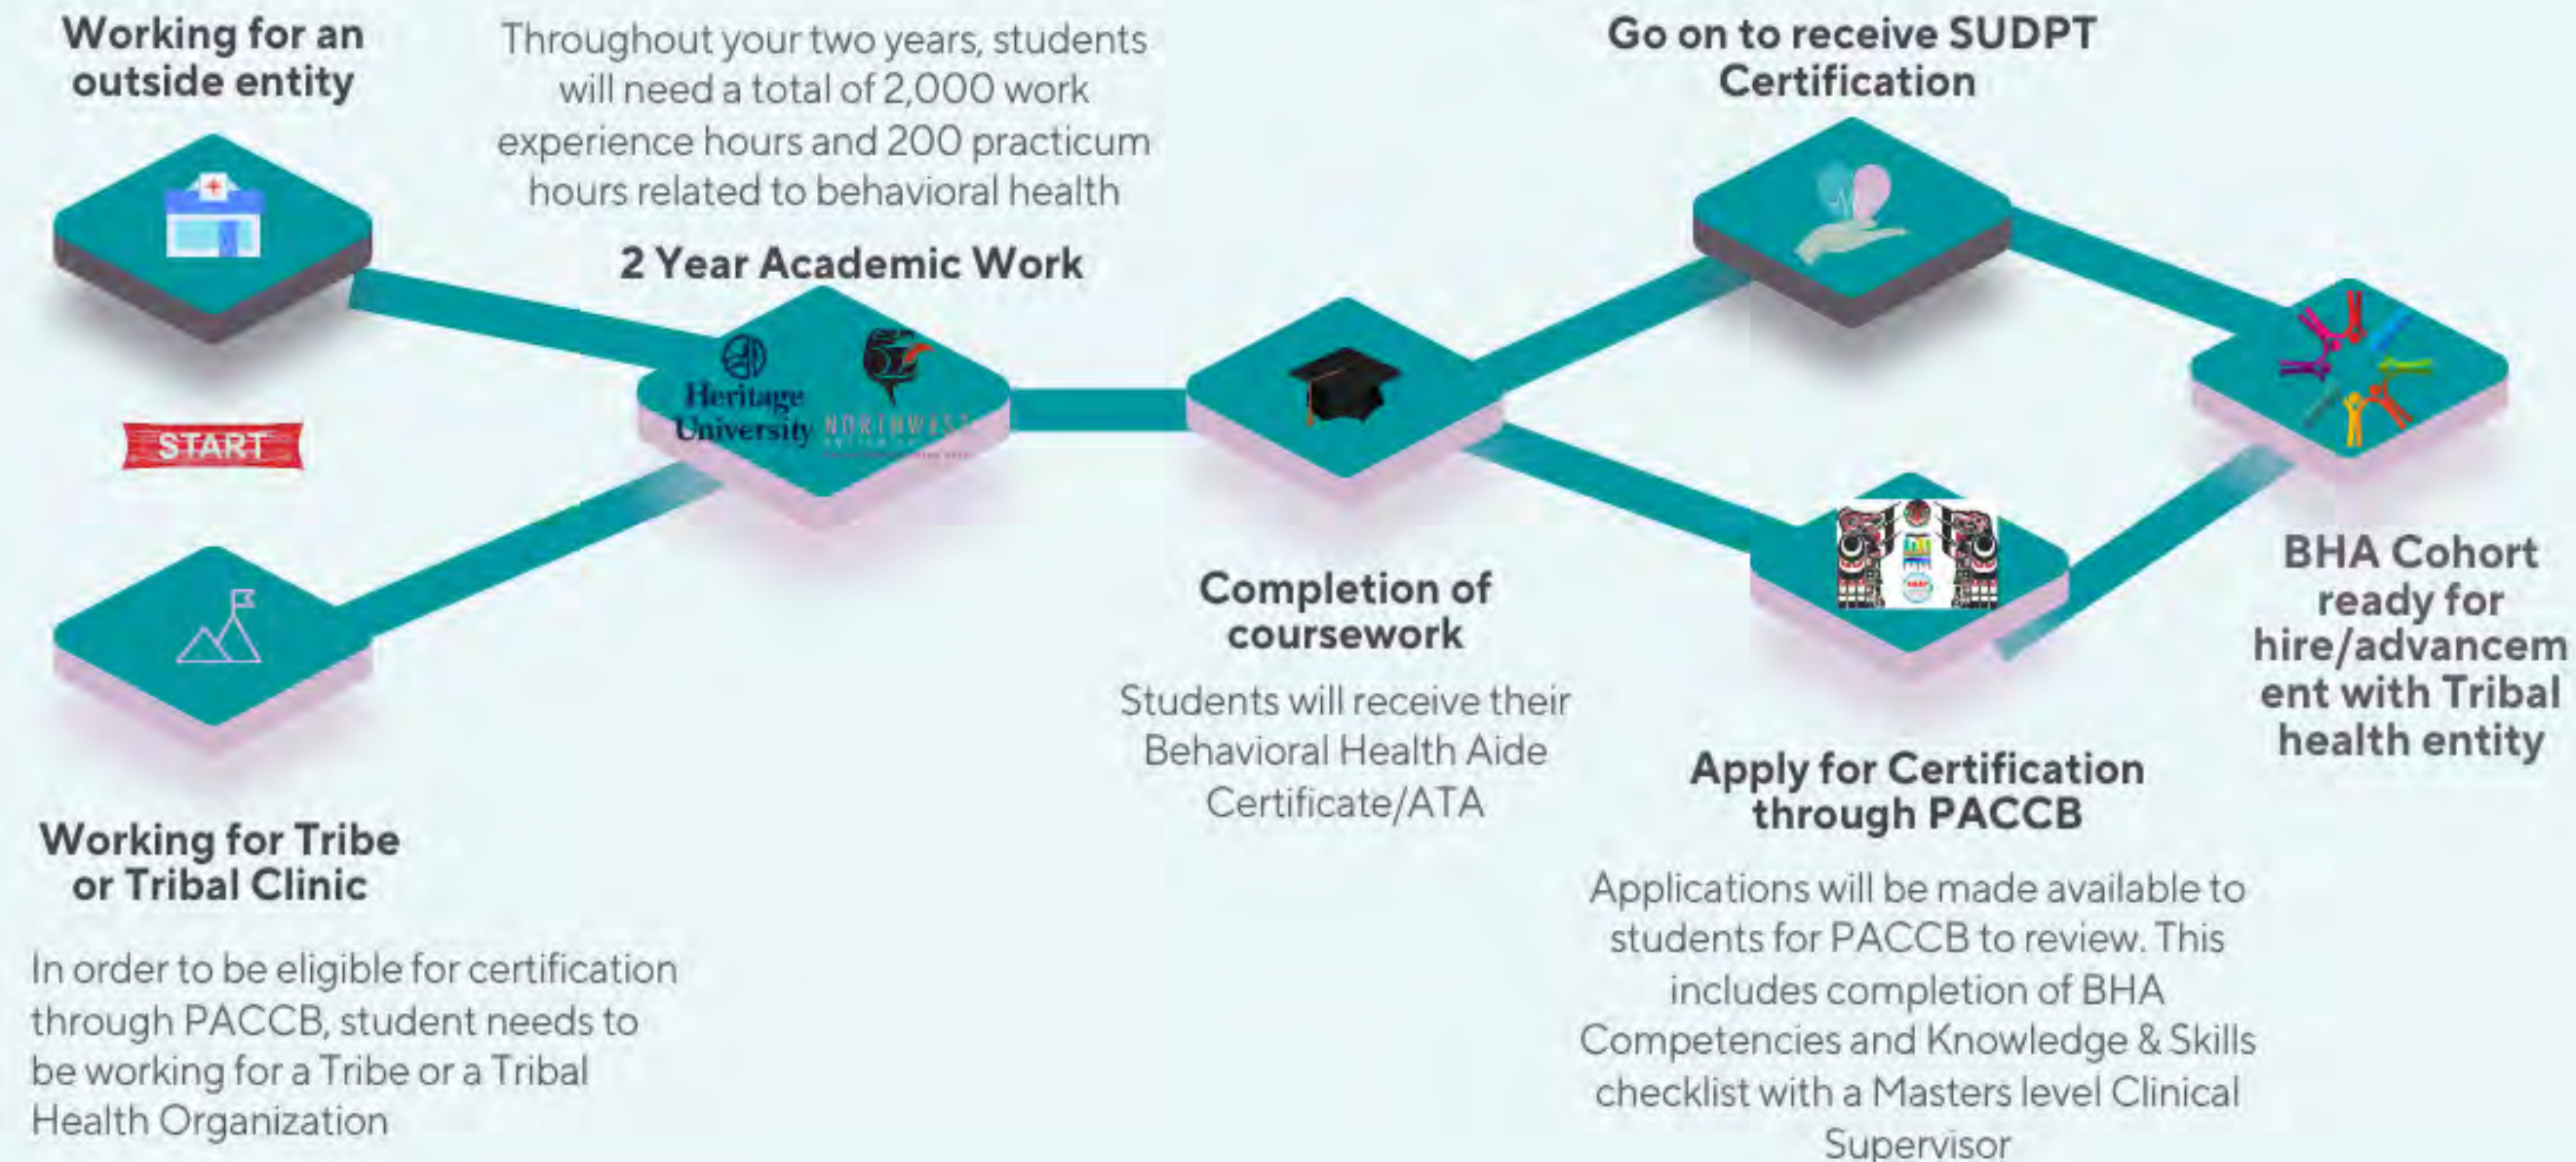 Working for an
outside entity
Throughout your two years, students
will need a total of 2,000 work
experience hours and 200 practicum
hours related to behavioral health
2 Year Academic Work
Heritage
University
NORTHWEST
START
Working for Tribe
or Tribal Clinic
In order to be eligible for certification
through PACCB, student needs to
be working for a Tribe or a Tribal
Health Organization
Completion of
coursework
Students will receive their
Behavioral Health Aide
Certificate/ATA
Go on to receive SUDPT
Certification
Apply for Certification
through PACCB
Applications will be made available to
students for PACCB to review. This
includes completion of BHA
Competencies and Knowledge & Skills
checklist with a Masters level Clinical
Supervisor
BHA Cohort
ready for
hire/advancem
ent with Tribal
health entity